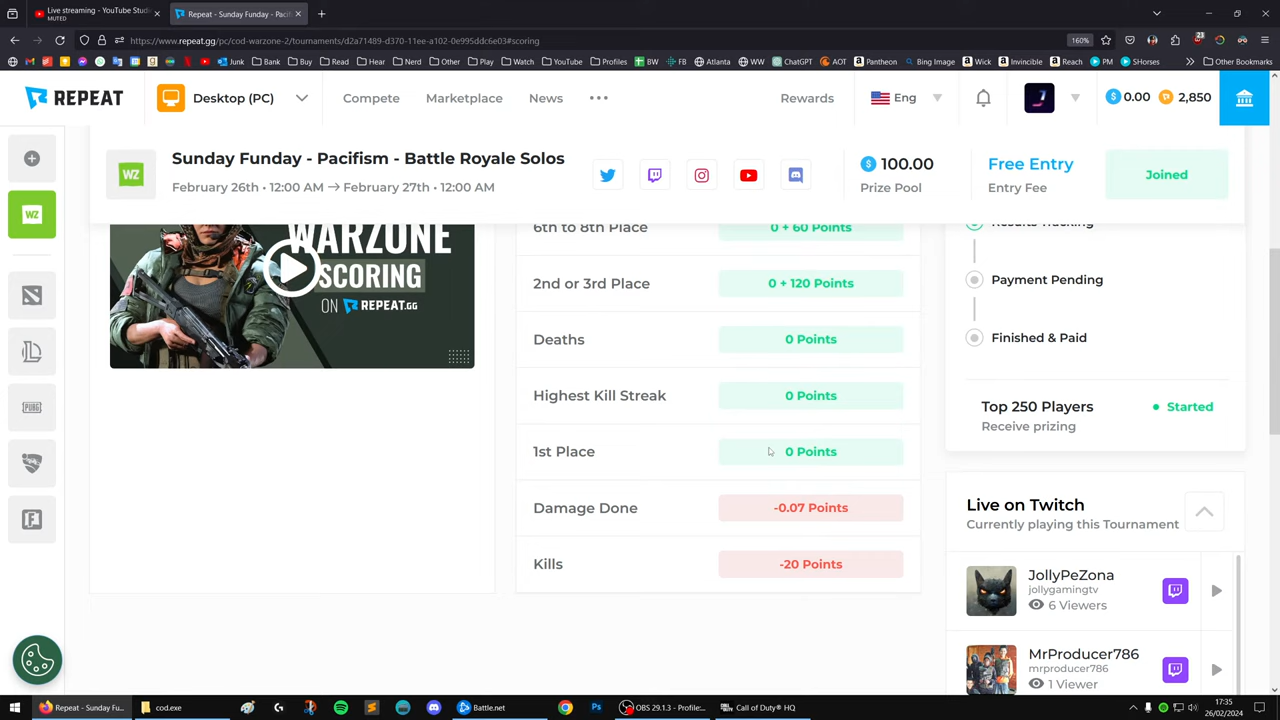 Live streaming - YouTube Studi
MUTED
Repeat - Sunday Funday - Pacif
https://www.repeat.gg/pc/cod-warzone-2/tournaments/d2a71489-d370-11ee-a102-0e995ddc6e03#scoring
160%
23
Junk
Bank
Buy
Read
Hear
Nerd
Other
Play
Watch
Profiles
BW
FB
Atlanta
WW
ChatGPT
AOT
Pantheon
Bing Image
Wick
Invincible
Reach
PM
SHorses
Other Bookmarks
REPEAT
Desktop (PC)
Compete
Marketplace
News
Rewards
Eng
0.00
2,850
WZ
Sunday Funday - Pacifism - Battle Royale Solos
February 26th • 12:00 AM → February 27th • 12:00 AM
100.00
Prize Pool
Free Entry
Entry Fee
Joined
WZ
WARZONE
SCORING
ON REPEAT.GG
PUBG
6th to 8th Place
0 + 60 Points
2nd or 3rd Place
0 + 120 Points
Deaths
0 Points
Highest Kill Streak
0 Points
1st Place
0 Points
Damage Done
-0.07 Points
Kills
-20 Points
Results Tracking
Payment Pending
Finished & Paid
Top 250 Players
Started
Receive prizing
Live on Twitch
Currently playing this Tournament
JollyPeZona
jollygamingtv
6 Viewers
MrProducer786
mrproducer786
1 Viewer
Repeat - Sunday Fu...
cod.exe
Battle.net
OBS 29.1.3 - Profile:...
Call of Duty® HQ
17:35
26/02/2024